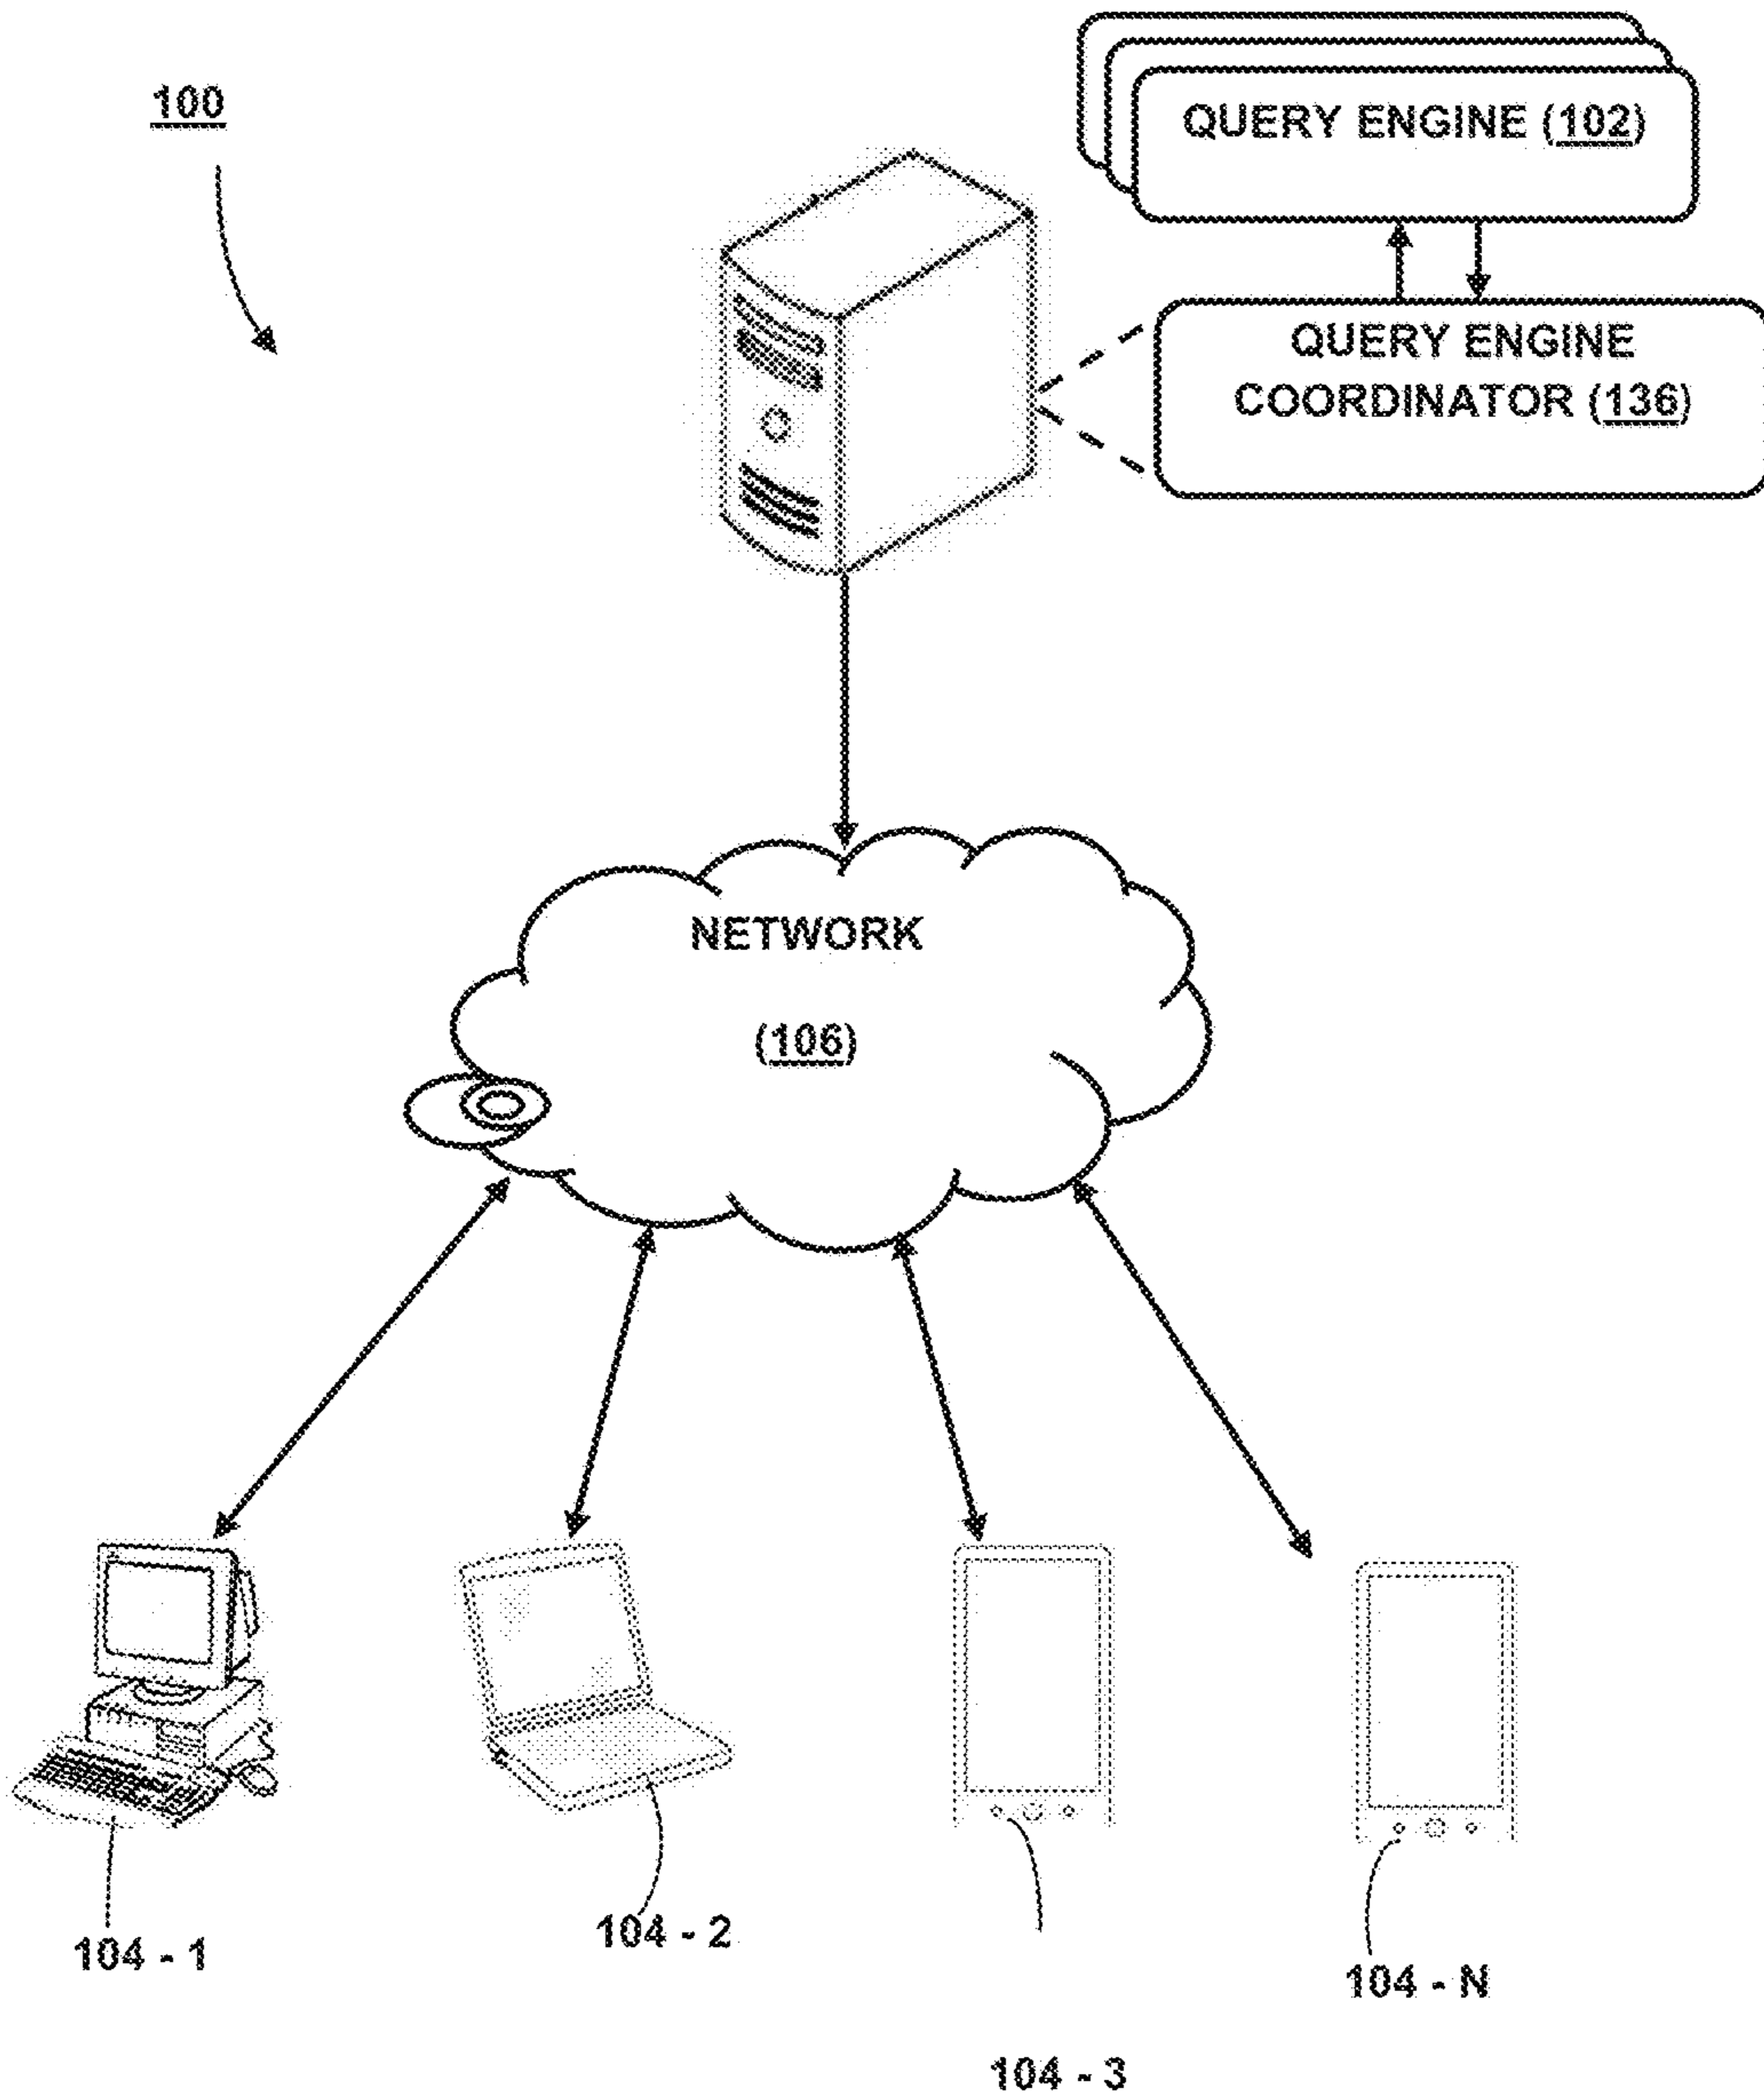 100
QUERY ENGINE (102)
QUERY ENGINE
COORDINATOR (136)
NETWORK
(106)
104 - 1
104 - 2
104 - 3
104 - N